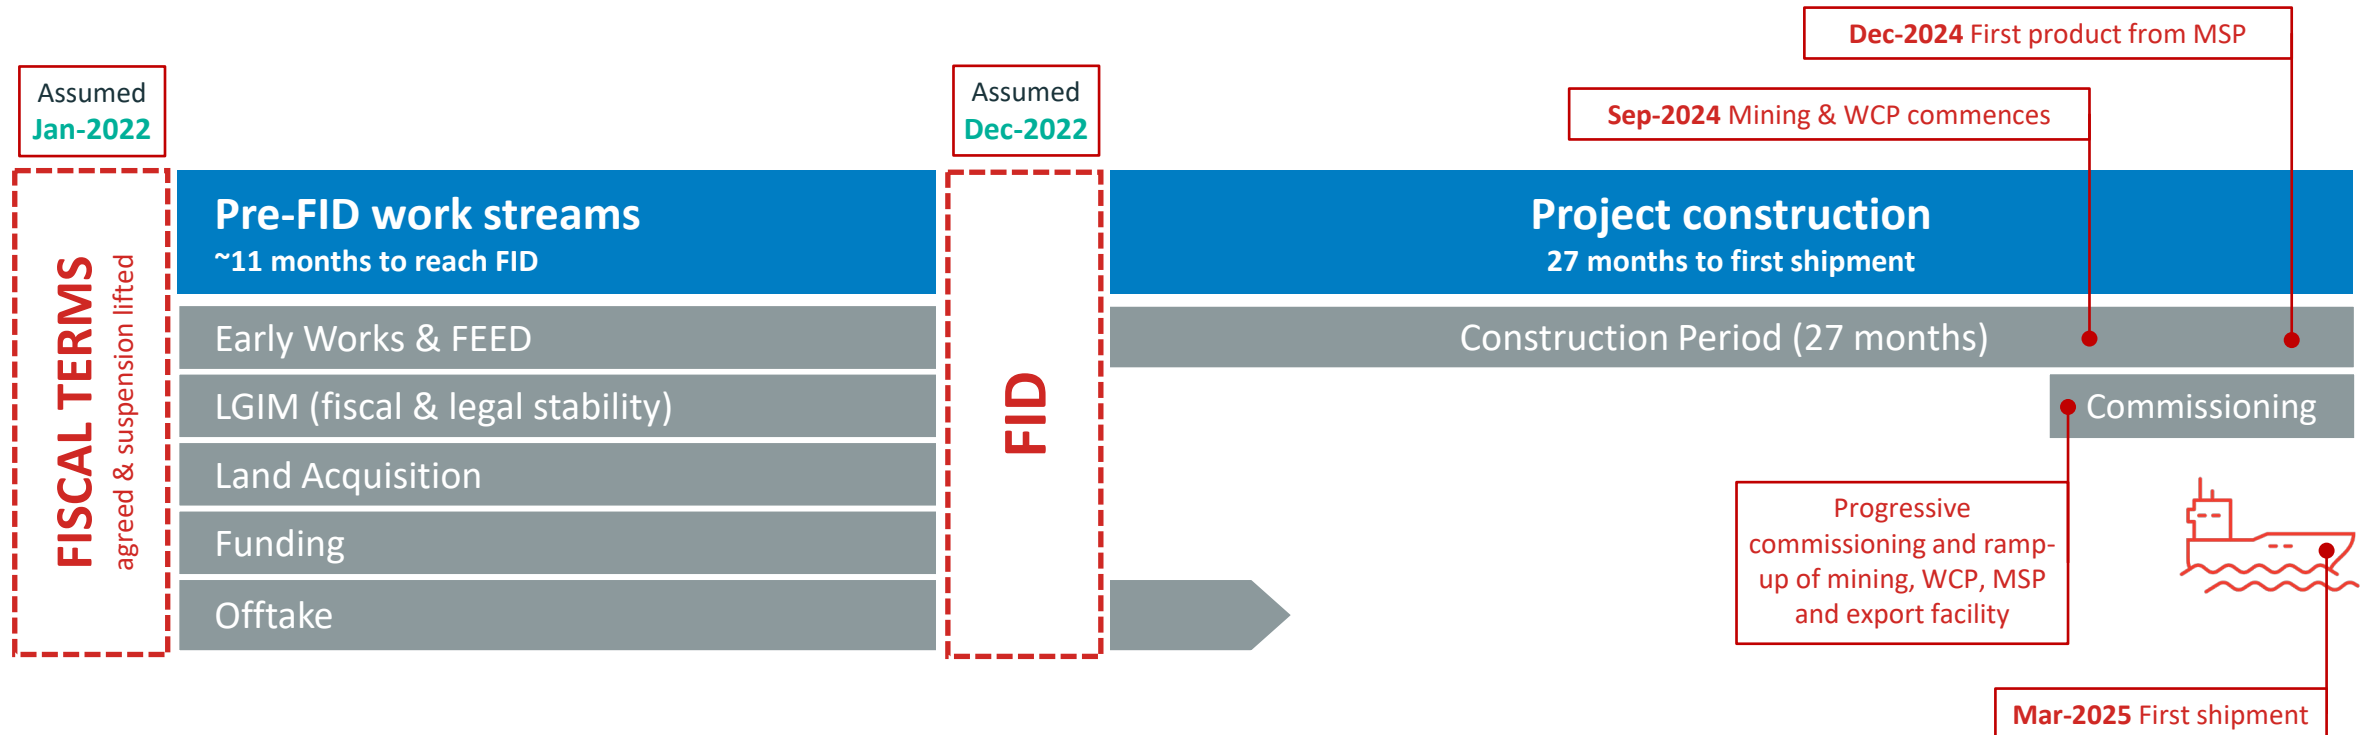 Dec-2024 First product from MSP
Assumed
Jan-2022
Assumed
Dec-2022
Sep-2024 Mining & WCP commences
FISCAL TERMS
agreed & suspension lifted
Pre-FID work streams
~11 months to reach FID
FID
Project construction
27 months to first shipment
Early Works & FEED
Construction Period (27 months)
LGIM (fiscal & legal stability)
Commissioning
Land Acquisition
Funding
Offtake
Progressive
commissioning and ramp-
up of mining, WCP, MSP
and export facility
Mar-2025 First shipment